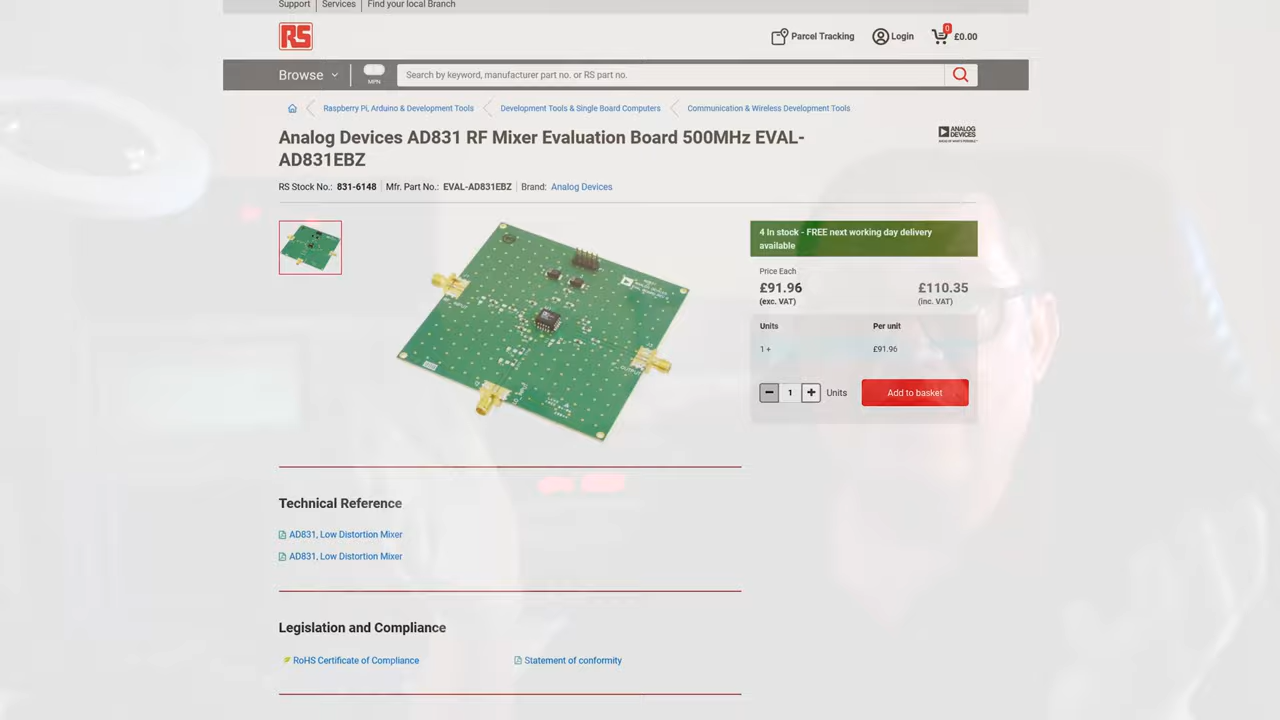 Support
Services
Find your local Branch
RS
Parcel Tracking
Login
0
£0.00
Browse
MPN
Search by keyword, manufacturer part no. or RS part no.
Raspberry Pi, Arduino & Development Tools
Development Tools & Single Board Computers
Communication & Wireless Development Tools
Analog Devices AD831 RF Mixer Evaluation Board 500MHz EVAL-
AD831EBZ
ANALOG
DEVICES
RS Stock No.: 831-6148
Mfr. Part No.: EVAL-AD831EBZ
Brand: Analog Devices
4 In stock - FREE next working day delivery
available
Price Each
£91.96
£110.35
(exc. VAT)
(inc. VAT)
Units
Per unit
1 +
£91.96
1
Units
Add to basket
Technical Reference
AD831, Low Distortion Mixer
AD831, Low Distortion Mixer
Legislation and Compliance
RoHS Certificate of Compliance
Statement of conformity